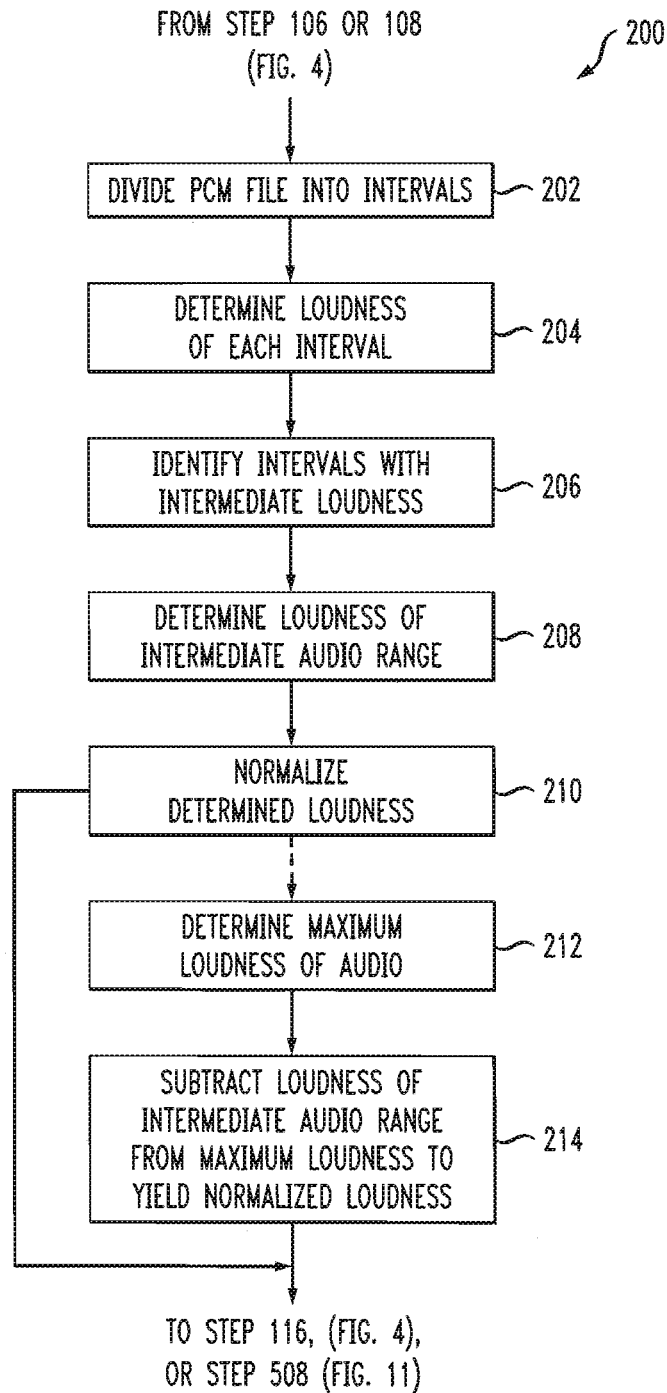 FROM STEP 106 OR 108
(FIG. 4)
200
DIVIDE PCM FILE INTO INTERVALS
202
DETERMINE LOUDNESS
OF EACH INTERVAL
204
IDENTIFY INTERVALS WITH
INTERMEDIATE LOUDNESS
206
DETERMINE LOUDNESS OF
INTERMEDIATE AUDIO RANGE
208
NORMALIZE
DETERMINED LOUDNESS
210
DETERMINE MAXIMUM
LOUDNESS OF AUDIO
212
SUBTRACT LOUDNESS OF
INTERMEDIATE AUDIO RANGE
FROM MAXIMUM LOUDNESS TO
YIELD NORMALIZED LOUDNESS
214
TO STEP 116, (FIG. 4),
OR STEP 508 (FIG. 11)